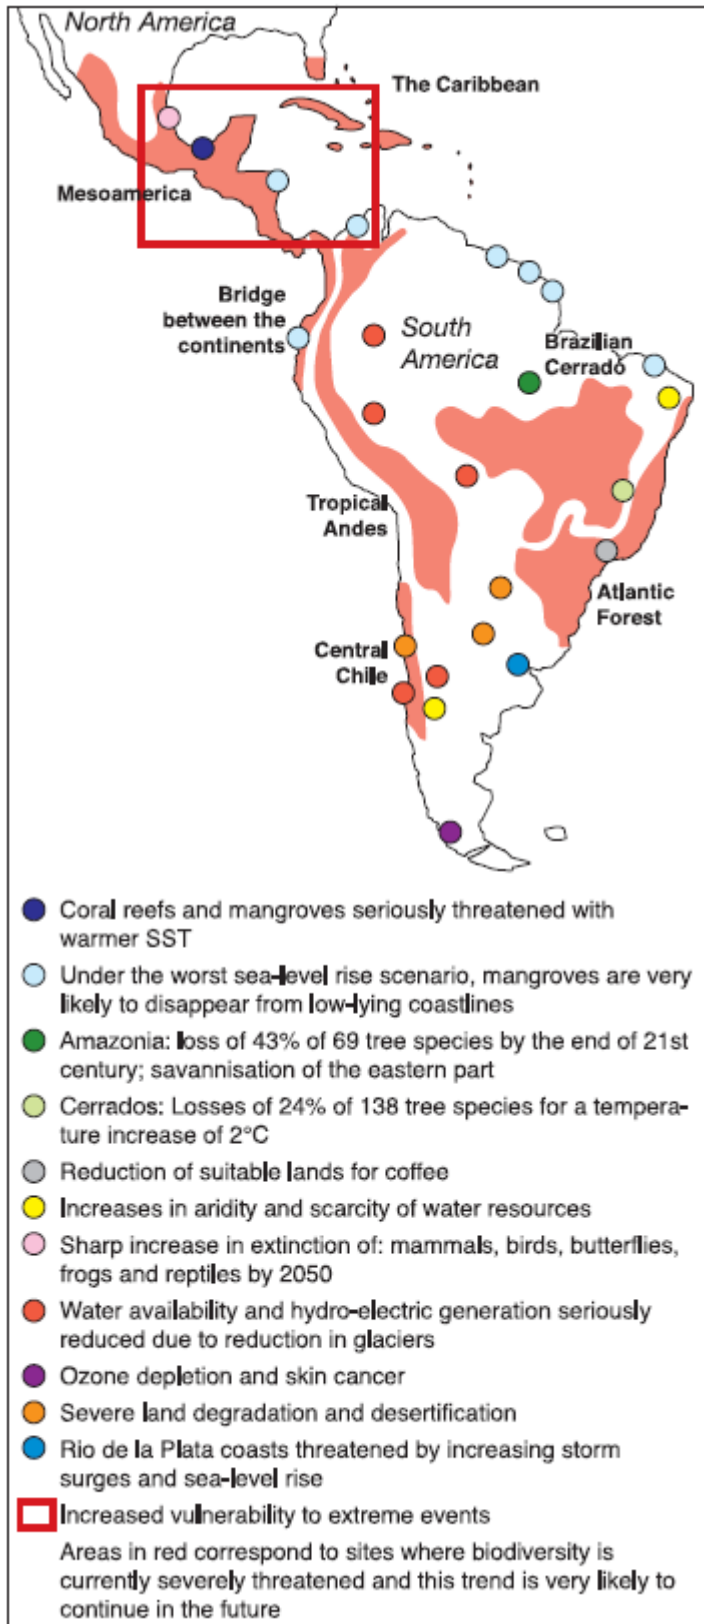 North America
The Caribbean
Mesoamerica
Bridge
between the
continents
South
America
Brazilian
Cerrado
Tropical
Andes
Atlantic
Forest
Central
Chile
Coral reefs and mangroves seriously threatened with
warmer SST
Under the worst sea-level rise scenario, mangroves are very
likely to disappear from low-lying coastlines
Amazonia: loss of 43% of 69 tree species by the end of 21st
century; savannisation of the eastern part
Cerrados: Losses of 24% of 138 tree species for a tempera-
ture increase of 2°C
Reduction of suitable lands for coffee
Increases in aridity and scarcity of water resources
Sharp increase in extinction of: mammals, birds, butterflies,
frogs and reptiles by 2050
Water availability and hydro-electric generation seriously
reduced due to reduction in glaciers
Ozone depletion and skin cancer
Severe land degradation and desertification
Rio de la Plata coasts threatened by increasing storm
surges and sea-level rise
Increased vulnerability to extreme events
Areas in red correspond to sites where biodiversity is
currently severely threatened and this trend is very likely to
continue in the future